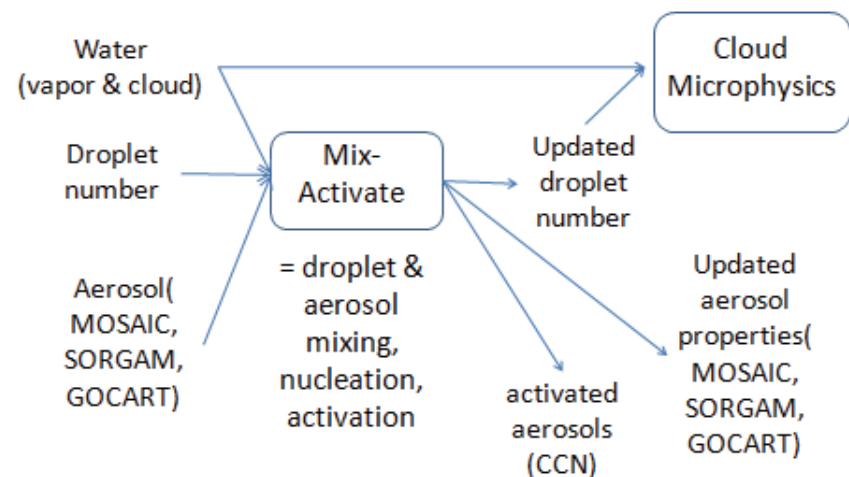 Water
(vapor & cloud)
Cloud
Microphysics
Droplet
number
Mix-
Activate
Updated
droplet
number
Aerosol(
MOSAIC,
SORGAM,
GOCART)
= droplet &
aerosol
mixing,
nucleation,
activation
activated
aerosols
(CCN)
Updated
aerosol
properties(
MOSAIC,
SORGAM,
GOCART)